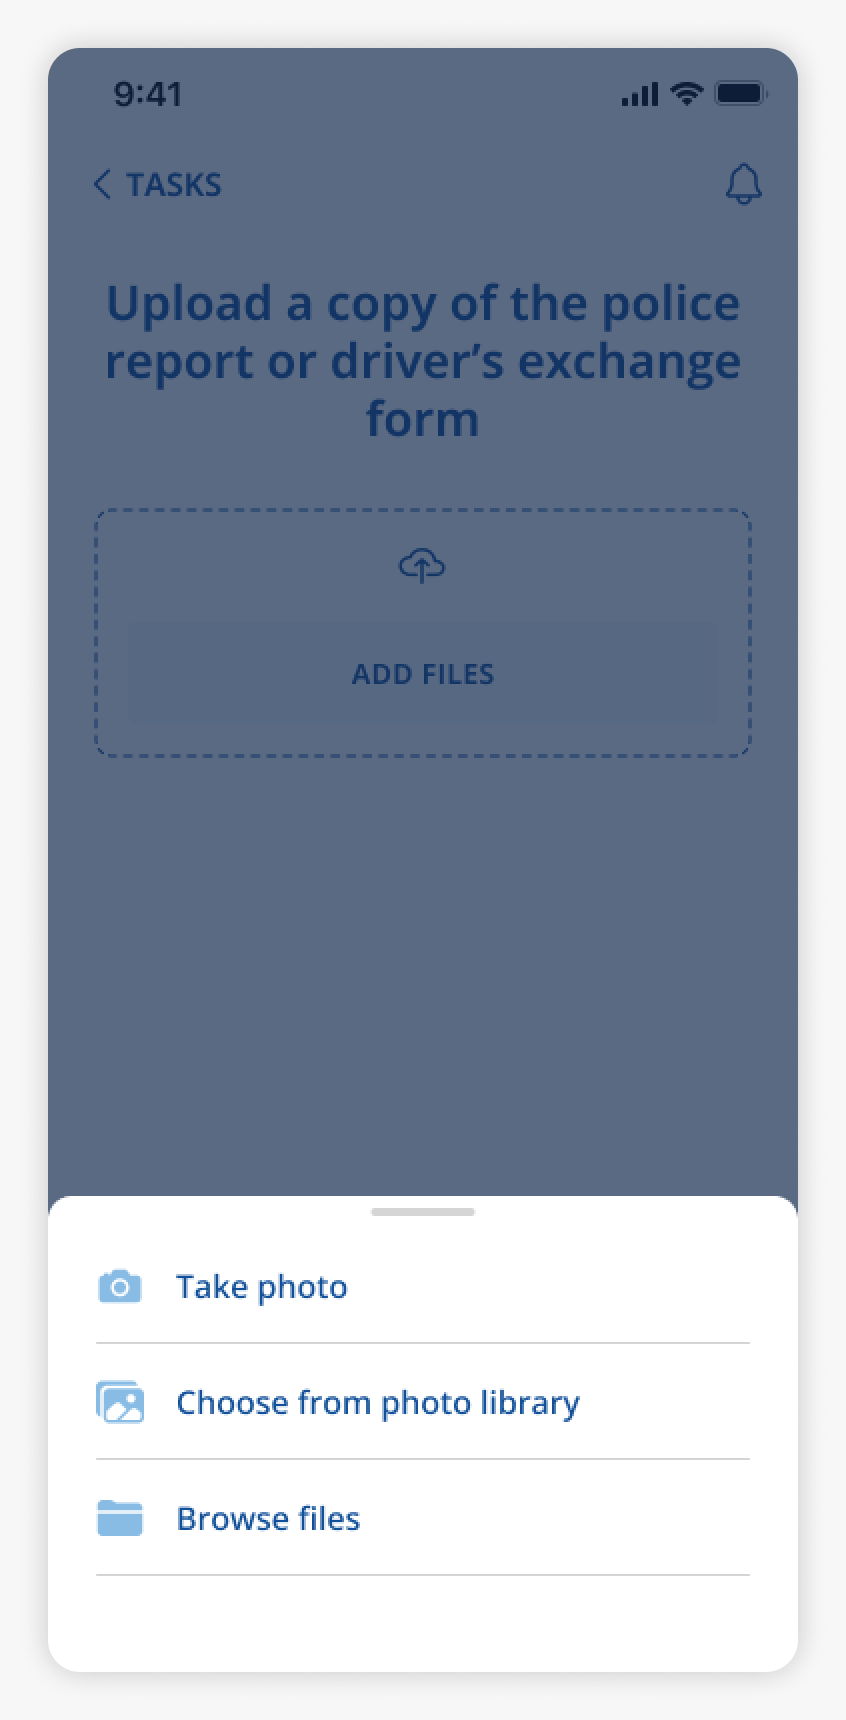 9:41
TASKS
Upload a copy of the police
report or driver’s exchange
form
ADD FILES
Take photo
Choose from photo library
Browse files